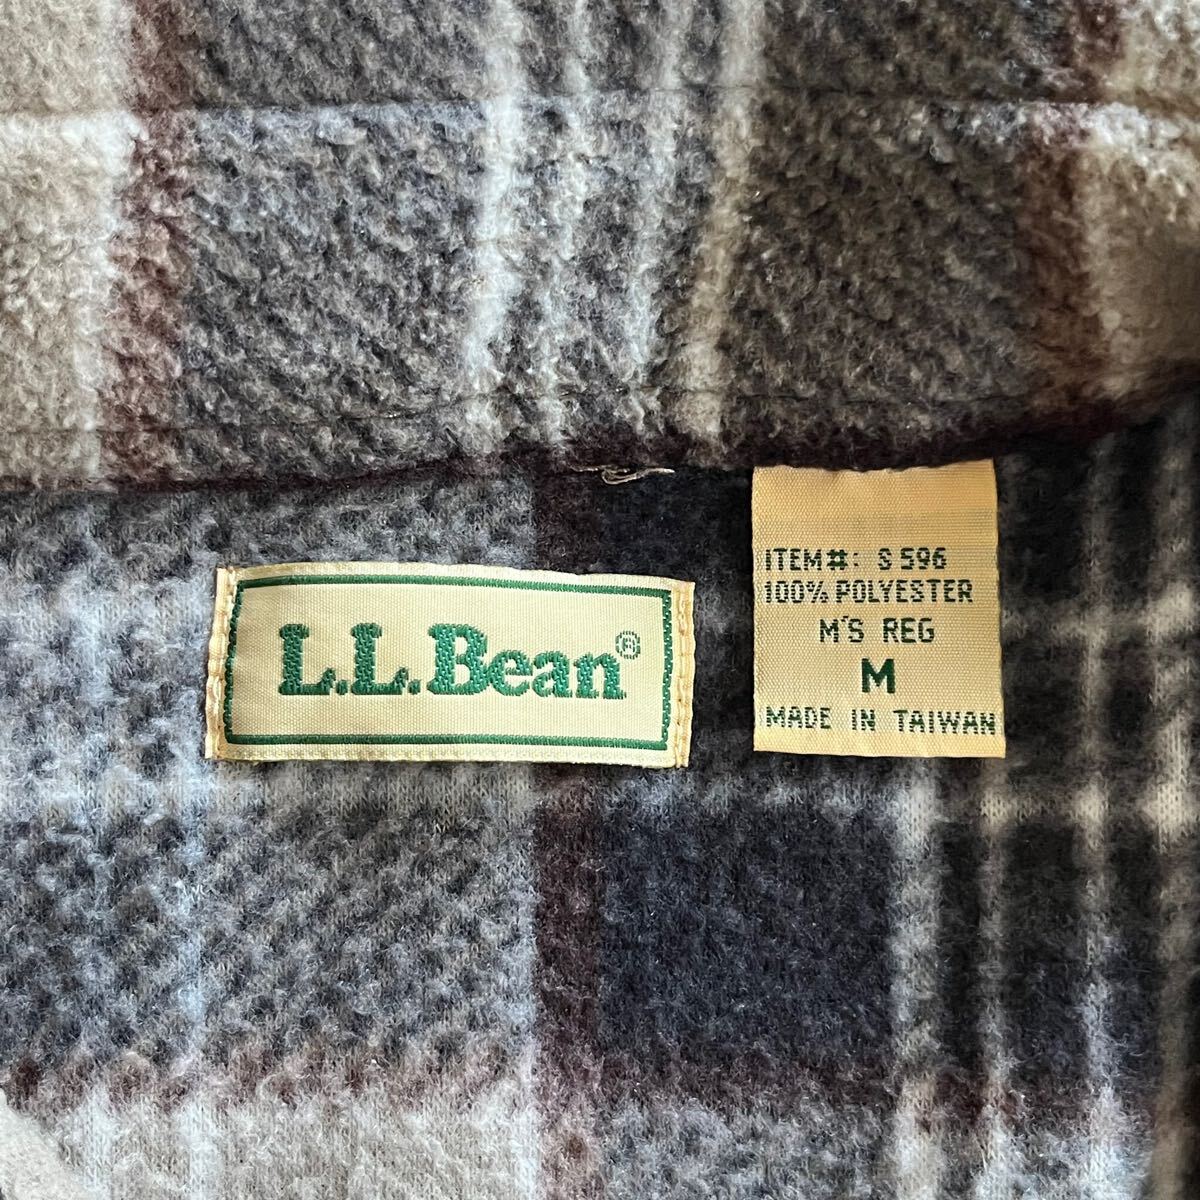 L.L.Bean®
ITEM#: S596
100% POLYESTER
M'S REG
M
MADE IN TAIWAN